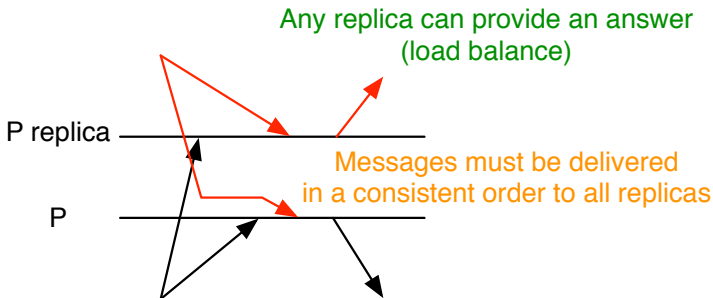 Any replica can provide an answer
(load balance)
P replica
Messages must be delivered
in a consistent order to all replicas
P